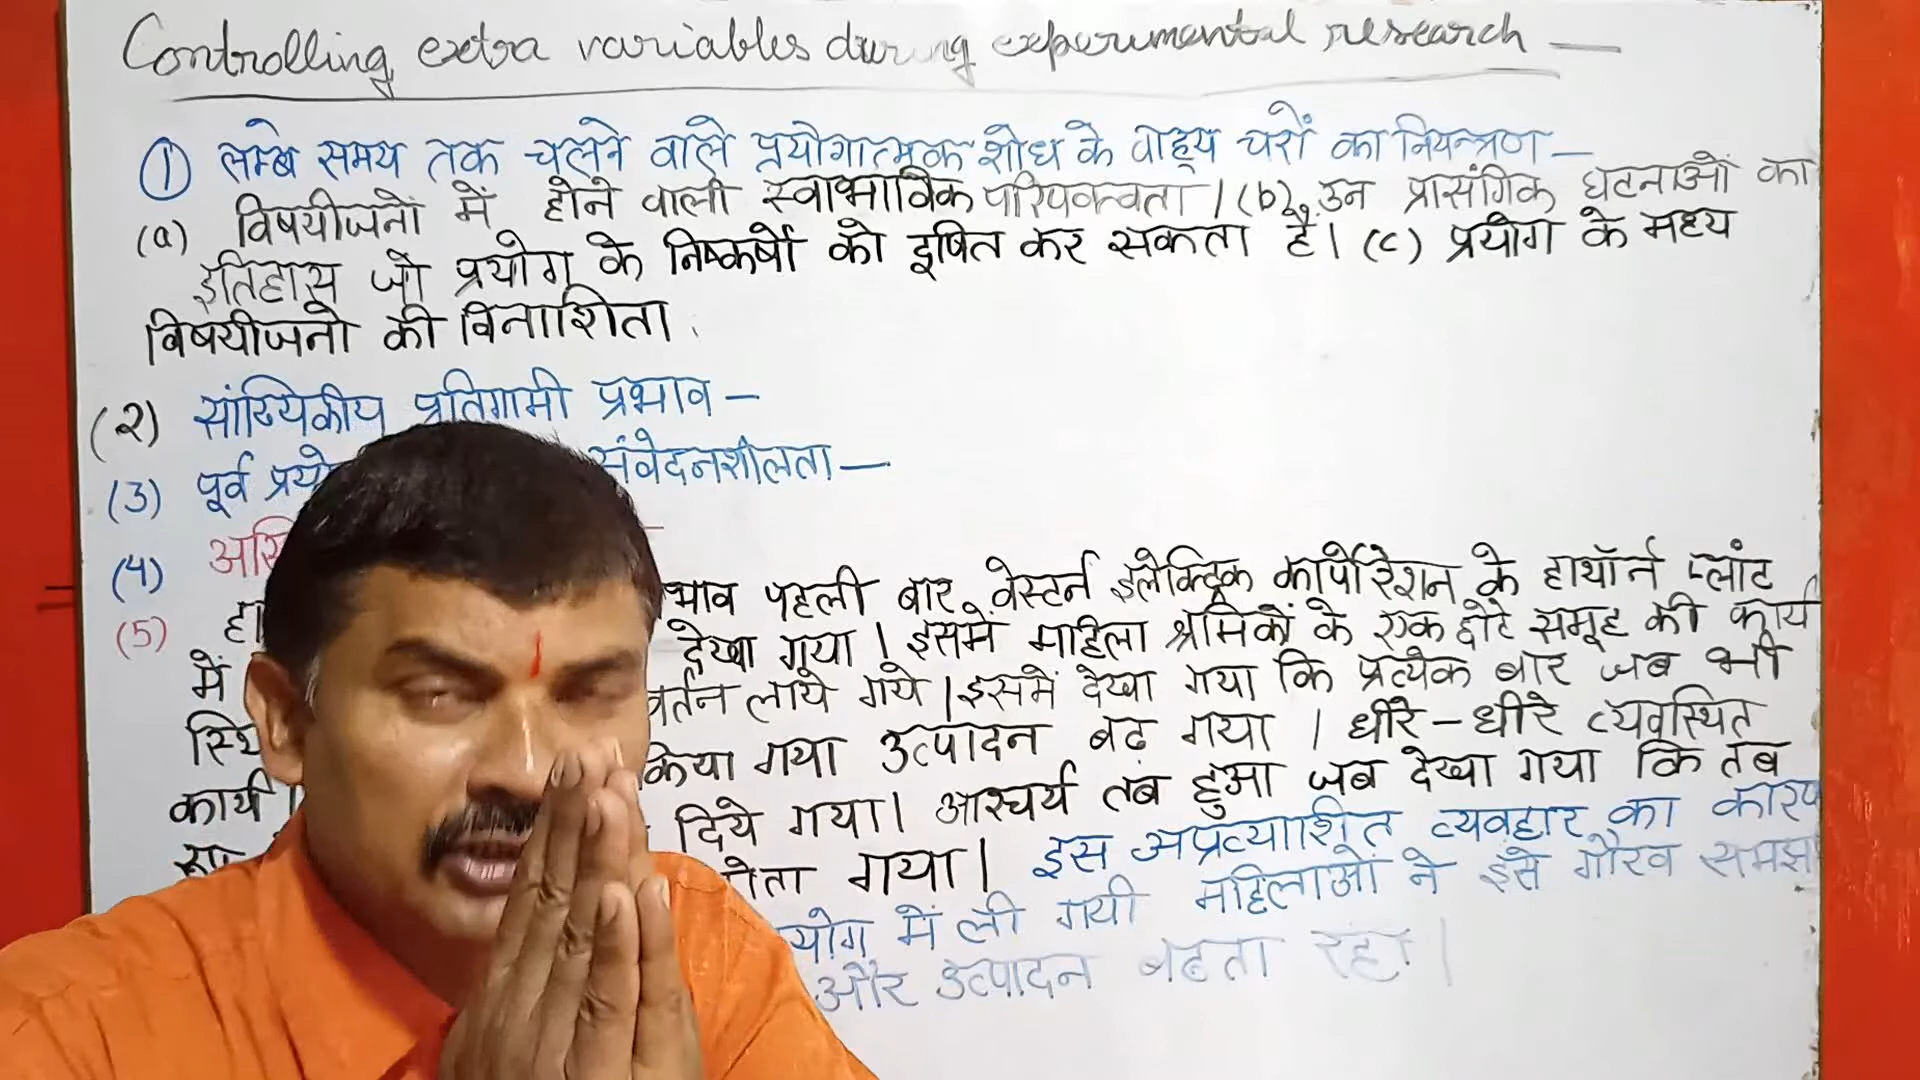 Controlling extra variables during experimental research —
① लम्बे समय तक चलने वाले प्रयोगात्मक शोध के वाह्य चरों का नियन्त्रण —
(a) विषयीजनों में होने वाली स्वाभाविक परिपक्वता । (b) उन प्रासंगिक घटनाओं का
इतिहास जो प्रयोग के निष्कर्षो को दूषित कर सकता है। (c) प्रयोग के मध्य
विषयीजनो की विनाशिता
(2) सांख्यिकीय प्रतिगामी प्रभाव —
(3) पूर्व संवेदनशीलता —
(4)
(5) पहली बार वेस्टर्न इलेक्ट्रिक कार्पोरेशन के हाथॉर्न प्लांट
में देखा गया । इसमें महिला श्रमिकों के एक छोटे समूह की कार्य
लाये गये । इसमें देखा गया कि प्रत्येक बार जब भी
गया उत्पादन बढ़ गया । धीरे - धीरे व्यवस्थित
कार्य दिये गया। आश्चर्य तब हुआ जब देखा गया कि तब
गया। इस अप्रत्याशित व्यवहार का कारण
में ली गयी महिलाओं ने इसे गौरव समझा
और उत्पादन बढता रहा ।